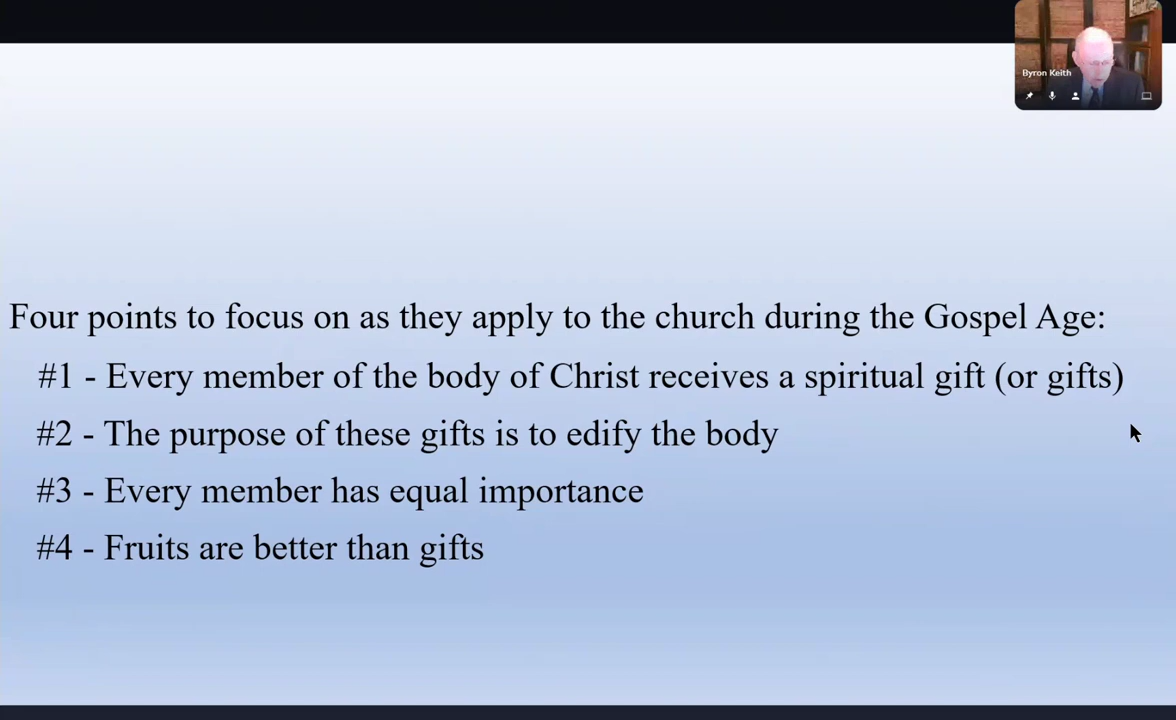 Byron Keith
Four points to focus on as they apply to the church during the Gospel Age:
#1 - Every member of the body of Christ receives a spiritual gift (or gifts)
#2 - The purpose of these gifts is to edify the body
#3 - Every member has equal importance
#4 - Fruits are better than gifts